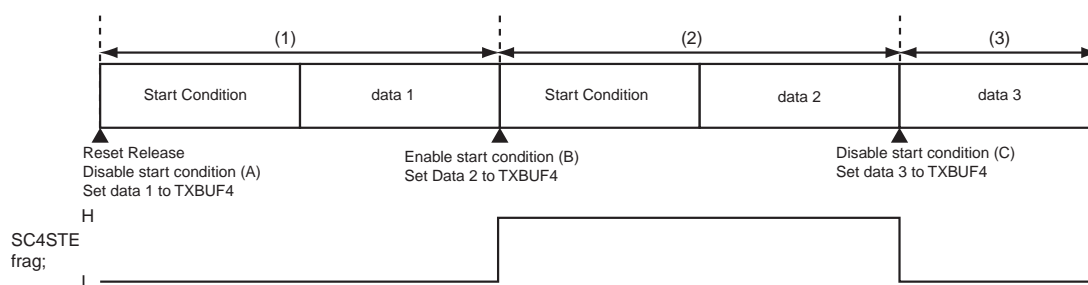 (1)
(2)
(3)
Start Condition
data 1
Start Condition
data 2
data 3
Reset Release
Disable start condition (A)
Set data 1 to TXBUF4
Enable start condition (B)
Set Data 2 to TXBUF4
Disable start condition (C)
Set data 3 to TXBUF4
H
SC4STE
frag;
L